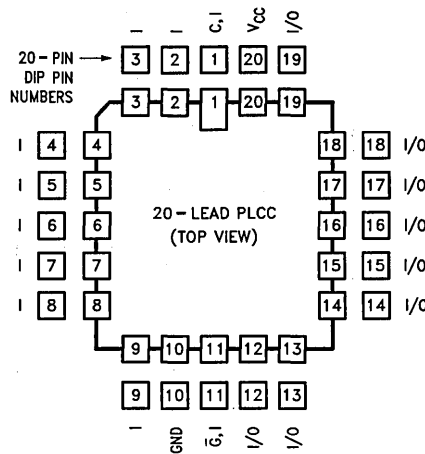 I I C,I VCC I/O
20-PIN DIP PIN NUMBERS
3 2 1 20 19
3 2 1 20 19
I 4 4 18 18 I/O
I 5 5 17 17 I/O
20-LEAD PLCC
I 6 6 16 16 I/O
(TOP VIEW)
I 7 7 15 15 I/O
I 8 8 14 14 I/O
9 10 11 12 13
9 10 11 12 13
I GND G̅,I I/O I/O